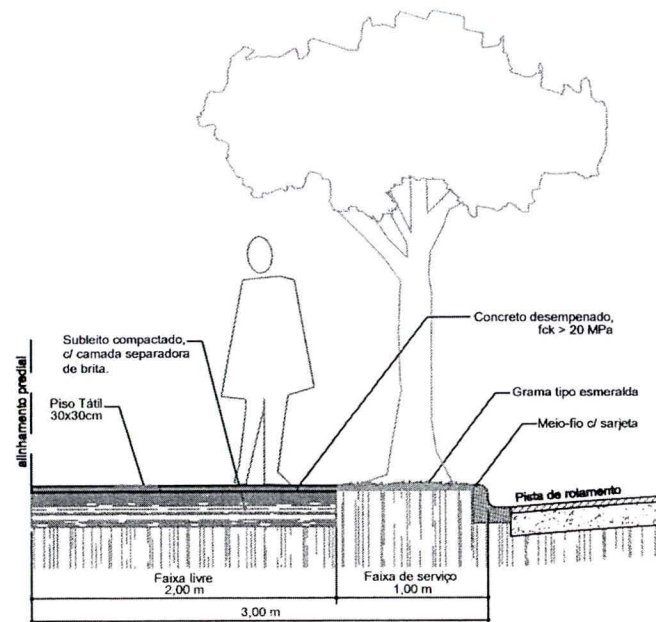 Concreto desempenado,
fck > 20 MPa
Subleito compactado,
c/ camada separadora
de brita.
Grama tipo esmeralda
Piso Tátil
30x30cm
Meio-fio c/ sarjeta
alinhamento predial
Pista de rolamento
Faixa livre
2,00 m
Faixa de serviço
1,00 m
3,00 m